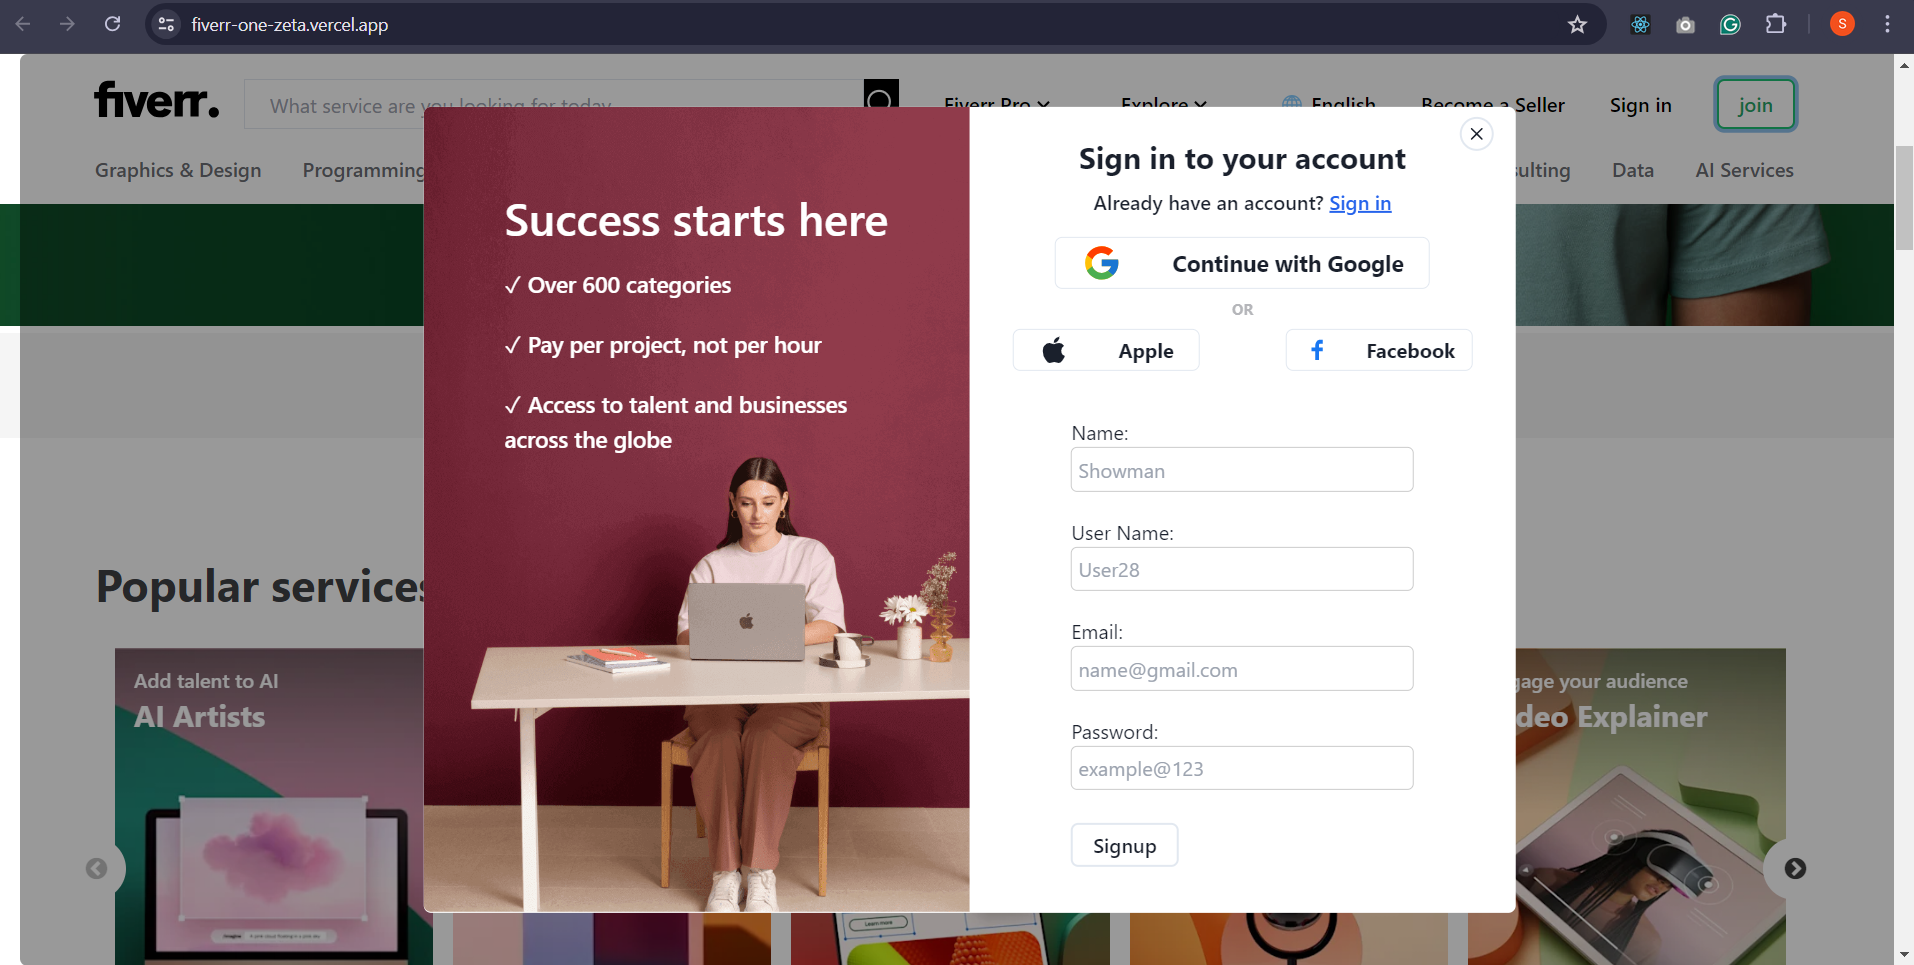 fiverr-one-zeta.vercel.app
S
fiverr.
What service are you looking for today
Fiverr Pro
Explore
English
Become a Seller
Sign in
join
Graphics & Design
Programming
sulting
Data
AI Services
Success starts here
✓ Over 600 categories
✓ Pay per project, not per hour
✓ Access to talent and businesses
across the globe
Sign in to your account
Already have an account? Sign in
Continue with Google
OR
Apple
Facebook
Name:
Showman
User Name:
User28
Email:
name@gmail.com
Password:
example@123
Signup
Popular services
Add talent to AI
AI Artists
gage your audience
deo Explainer
Learn more